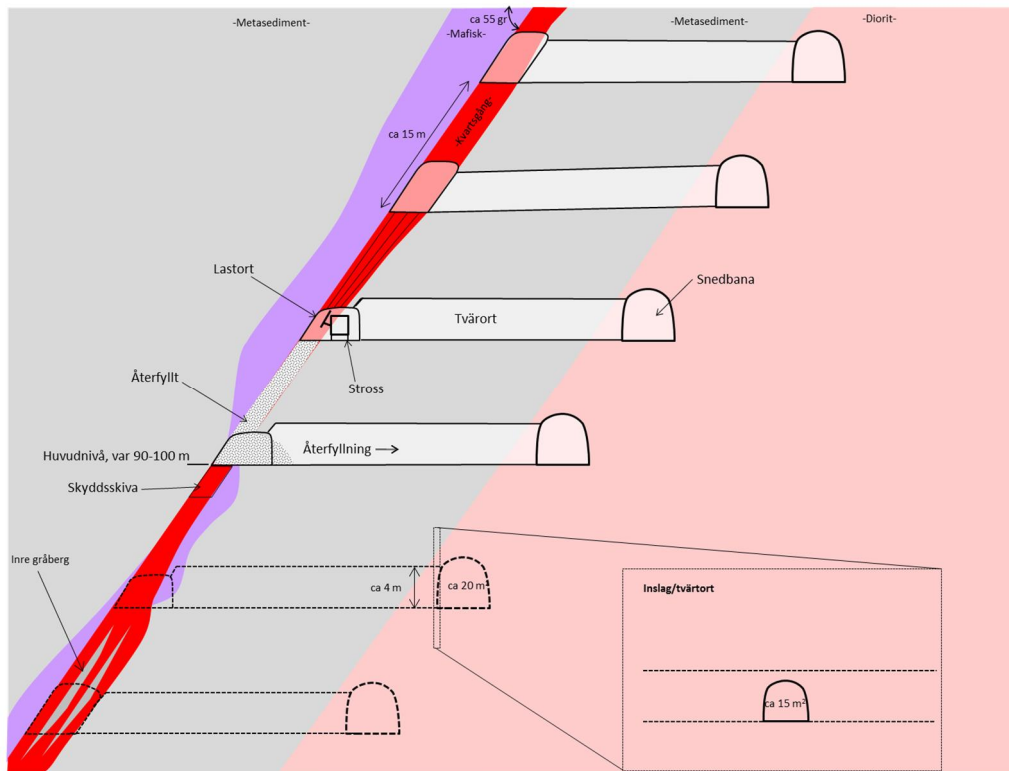 ca 55 gr
-Metasediment-
-Mafisk-
-Metasediment-
-Diorit-
ca 15 m
-Kvartsgång-
Lastort
Snedbana
Tvärort
Stross
Återfyllt
Huvudnivå, var 90-100 m
Återfyllning
Skyddsskiva
Inre gråberg
ca 4 m
ca 20 m
Inslag/tvärtort
ca 15 m²